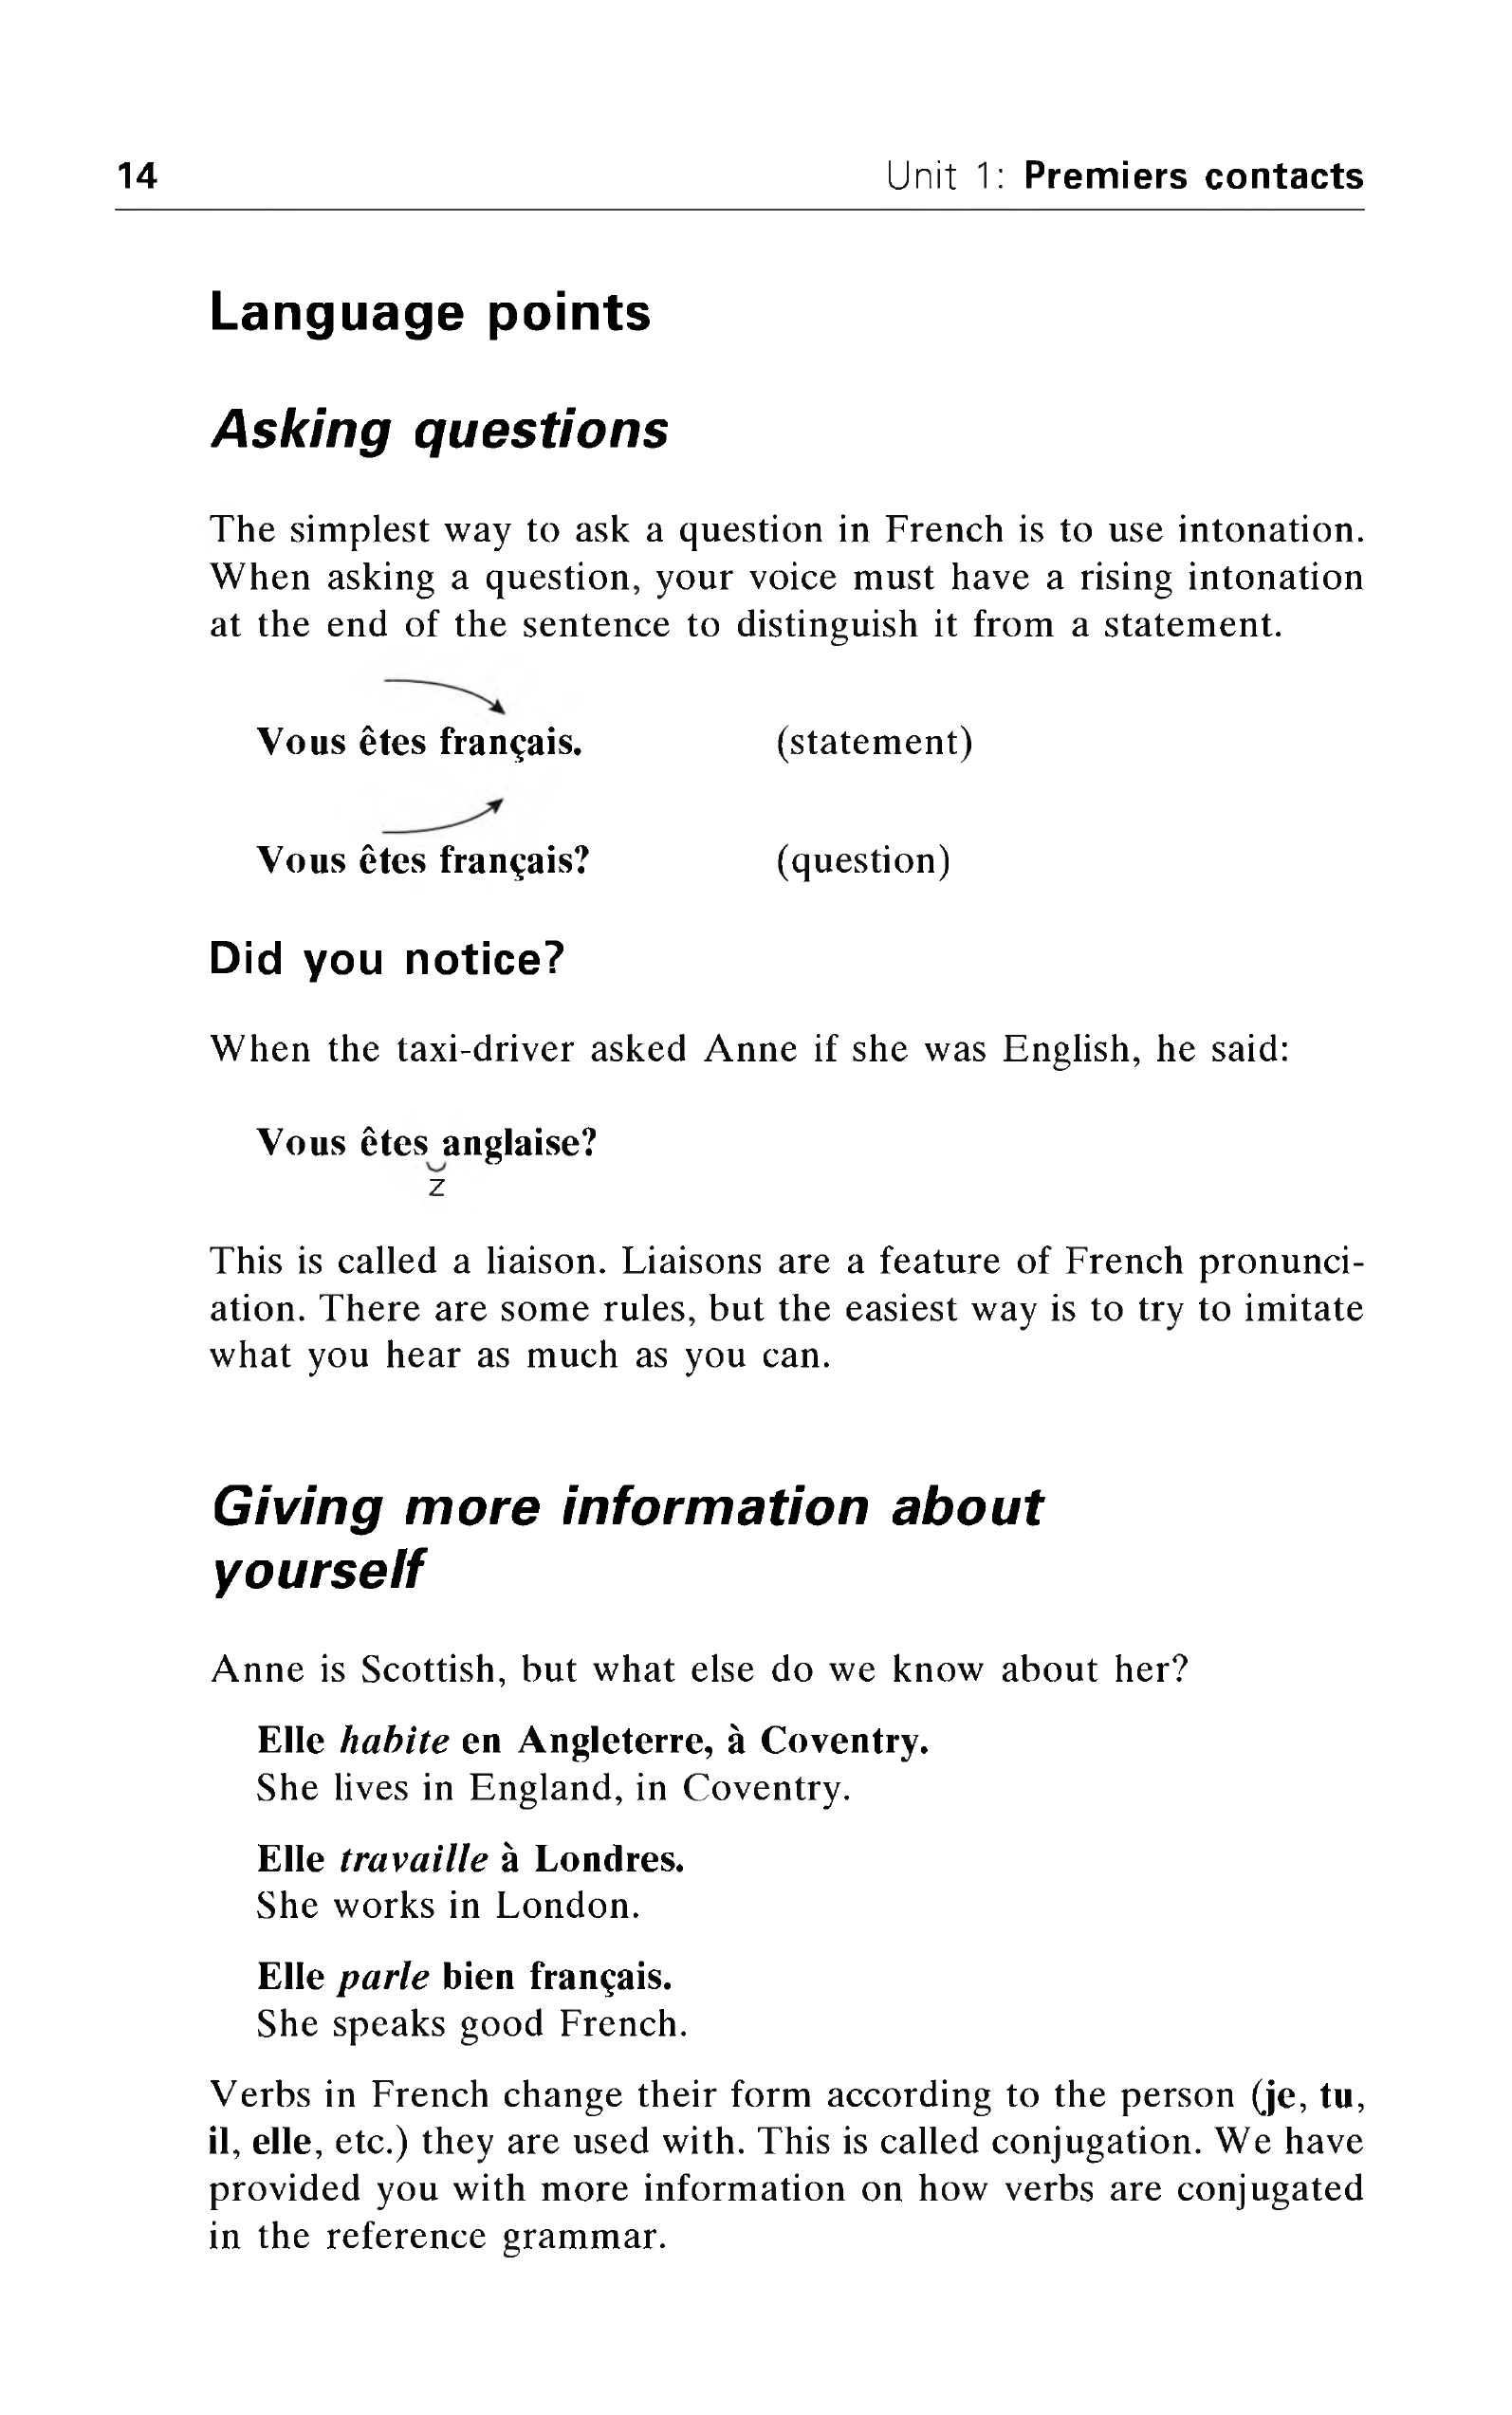 14
Unit 1: Premiers contacts
Language points
Asking questions
The simplest way to ask a question in French is to use intonation.
When asking a question, your voice must have a rising intonation
at the end of the sentence to distinguish it from a statement.
Vous êtes français. (statement)
Vous êtes français? (question)
Did you notice?
When the taxi-driver asked Anne if she was English, he said:
Vous êtes anglaise?
z
This is called a liaison. Liaisons are a feature of French pronunci-
ation. There are some rules, but the easiest way is to try to imitate
what you hear as much as you can.
Giving more information about
yourself
Anne is Scottish, but what else do we know about her?
Elle habite en Angleterre, à Coventry.
She lives in England, in Coventry.
Elle travaille à Londres.
She works in London.
Elle parle bien français.
She speaks good French.
Verbs in French change their form according to the person (je, tu,
il, elle, etc.) they are used with. This is called conjugation. We have
provided you with more information on how verbs are conjugated
in the reference grammar.